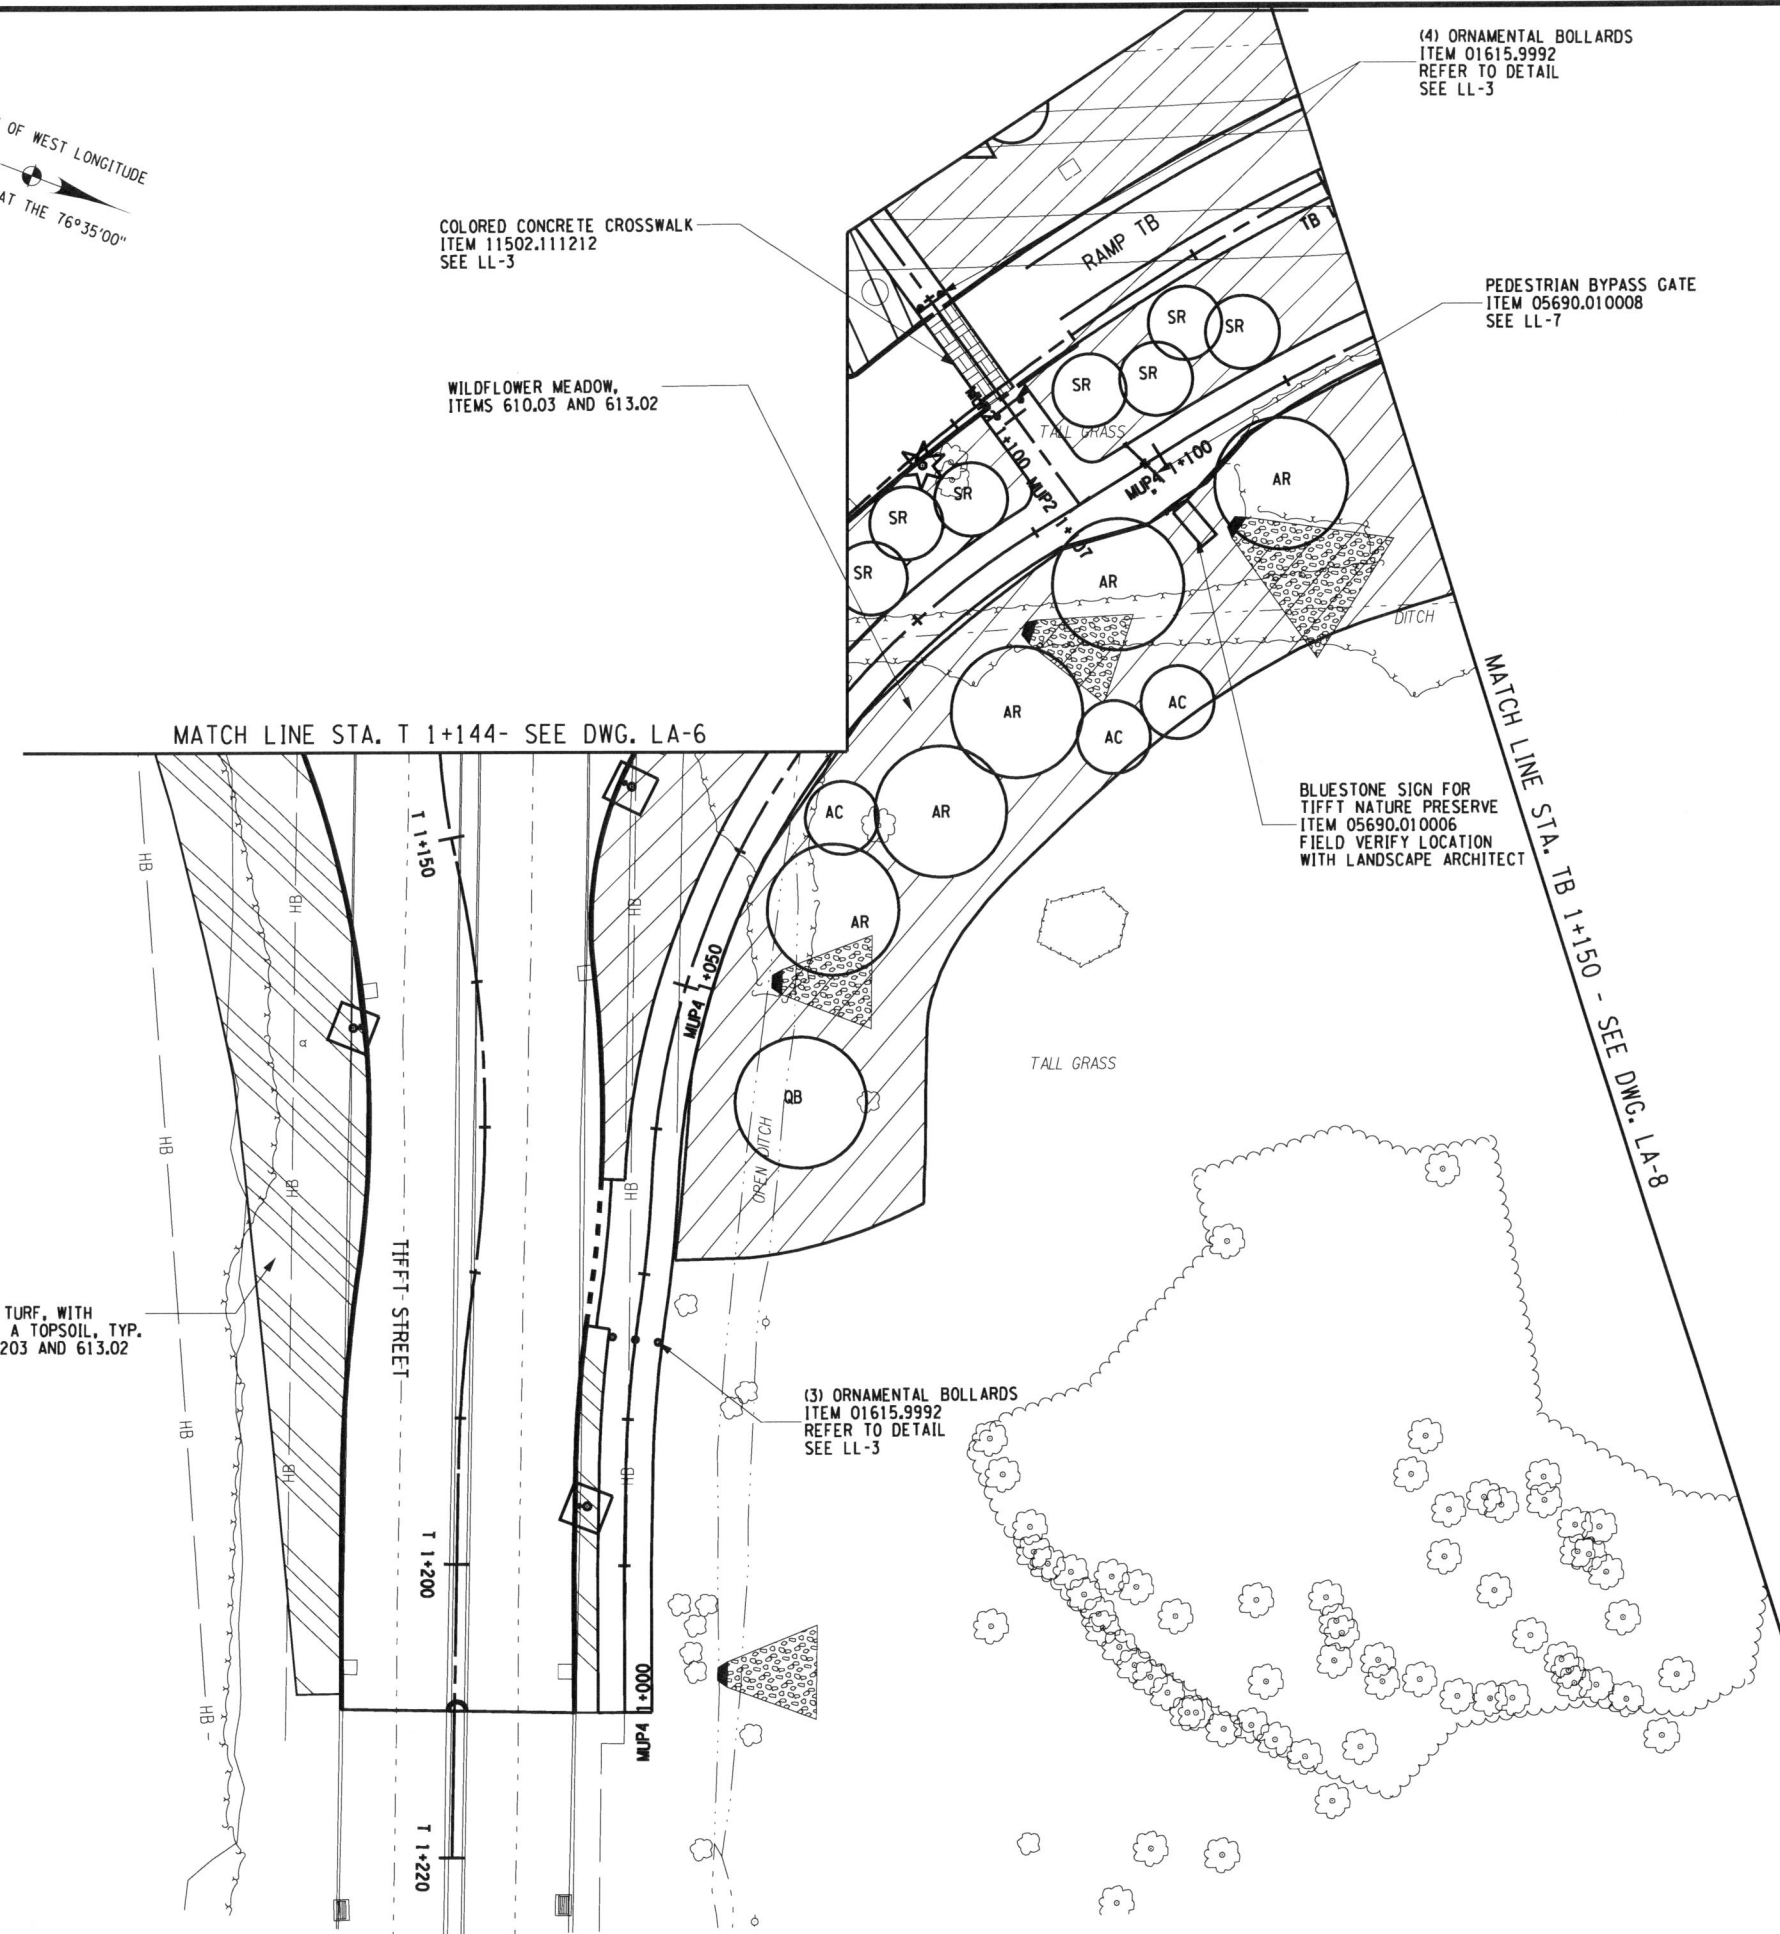 OF WEST LONGITUDE
AT THE 76°35'00"
(4) ORNAMENTAL BOLLARDS
ITEM 01615.9992
REFER TO DETAIL
SEE LL-3
COLORED CONCRETE CROSSWALK
ITEM 11502.111212
SEE LL-3
RAMP TB
TB 1
PEDESTRIAN BYPASS GATE
ITEM 05690.010008
SEE LL-7
WILDFLOWER MEADOW,
ITEMS 610.03 AND 613.02
SR
SR
SR
SR
TALL GRASS
MUP2 1+100
MUP2 1+
07
MUP4 1+100
SR
SR
SR
AR
AR
DITCH
AR
AC
AC
MATCH LINE STA. T 1+144- SEE DWG. LA-6
MATCH LINE STA. TB 1+150 - SEE DWG. LA-8
AC
AR
AR
BLUESTONE SIGN FOR
TIFFT NATURE PRESERVE
ITEM 05690.010006
FIELD VERIFY LOCATION
WITH LANDSCAPE ARCHITECT
T 1+150
HB
HB
HB
MUP4 1+050
TALL GRASS
QB
OPEN DITCH
HB
HB
HB
TIFFT STREET
TURF, WITH
A TOPSOIL, TYP.
203 AND 613.02
(3) ORNAMENTAL BOLLARDS
ITEM 01615.9992
REFER TO DETAIL
SEE LL-3
HB
HB
HB
T 1+200
MUP4 1+000
HB
T 1+220